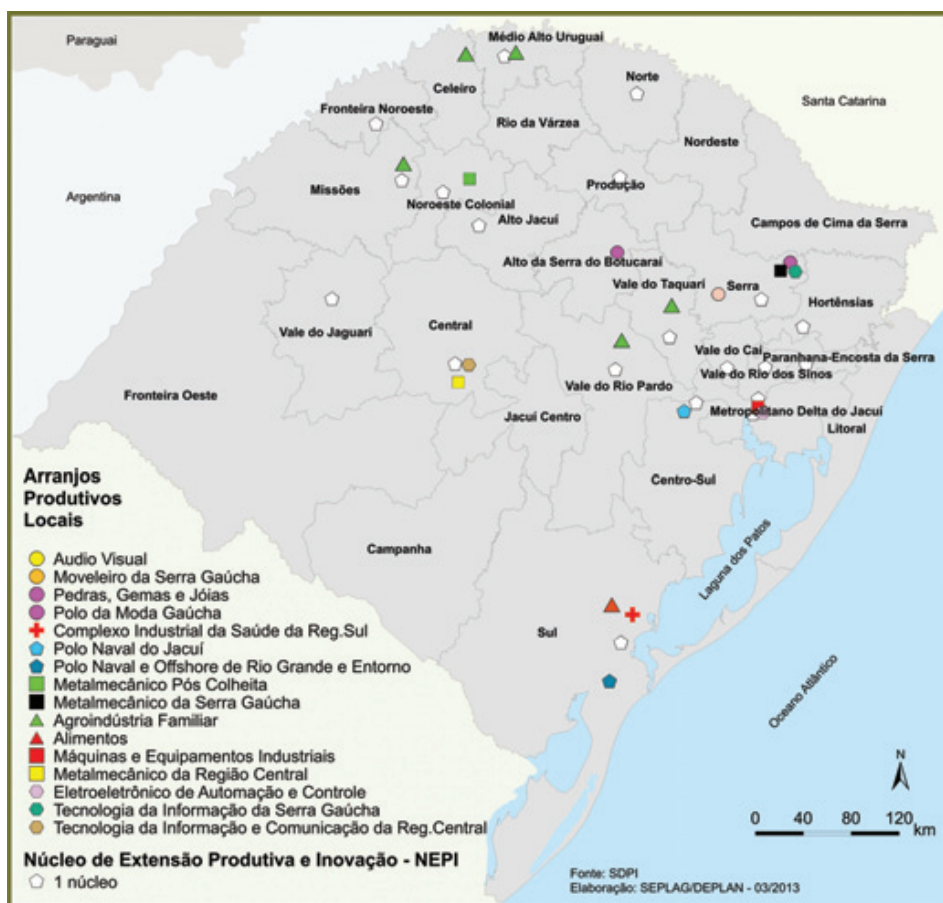 Paraguai
Médio Alto Uruguai
Celeiro
Norte
Santa Catarina
Fronteira Noroeste
Rio da Várzea
Nordeste
Argentina
Missões
Produção
Noroeste Colonial
Alto Jacuí
Campos de Cima da Serra
Alto da Serra do Botucaraí
Vale do Taquari
Serra
Hortênsias
Vale do Jaguari
Central
Vale do Caí
Paranhana-Encosta da Serra
Vale do Rio dos Sinos
Vale do Rio Pardo
Fronteira Oeste
Jacuí Centro
Metropolitano Delta do Jacuí
Litoral
Centro-Sul
Campanha
Laguna dos Patos
Sul
Oceano Atlântico
Arranjos
Produtivos
Locais
Audio Visual
Moveleiro da Serra Gaúcha
Pedras, Gemas e Jóias
Polo da Moda Gaúcha
Complexo Industrial da Saúde da Reg.Sul
Polo Naval do Jacuí
Polo Naval e Offshore de Rio Grande e Entorno
Metalmecânico Pós Colheita
Metalmecânico da Serra Gaúcha
Agroindústria Familiar
Alimentos
Máquinas e Equipamentos Industriais
Metalmecânico da Região Central
Eletroeletrônico de Automação e Controle
Tecnologia da Informação da Serra Gaúcha
Tecnologia da Informação e Comunicação da Reg.Central
Núcleo de Extensão Produtiva e Inovação - NEPI
1 núcleo
N
0 40 80 120
km
Fonte: SDPI
Elaboração: SEPLAG/DEPLAN - 03/2013